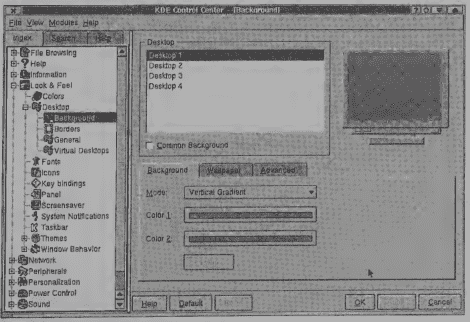 KDE Control Center - [Background]
File View Modules Help
Index Search Help
File Browsing
Help
Information
Look & Feel
Colors
Desktop
Background
Borders
General
Virtual Desktops
Fonts
Icons
Key bindings
Panel
Screensaver
System Notifications
Taskbar
Themes
Window Behavior
Network
Peripherals
Personalization
Power Control
Sound
Desktop
Desktop 1
Desktop 2
Desktop 3
Desktop 4
Common Background
Background Wallpaper Advanced
Mode: Vertical Gradient
Color 1:
Color 2:
Help Default OK Cancel